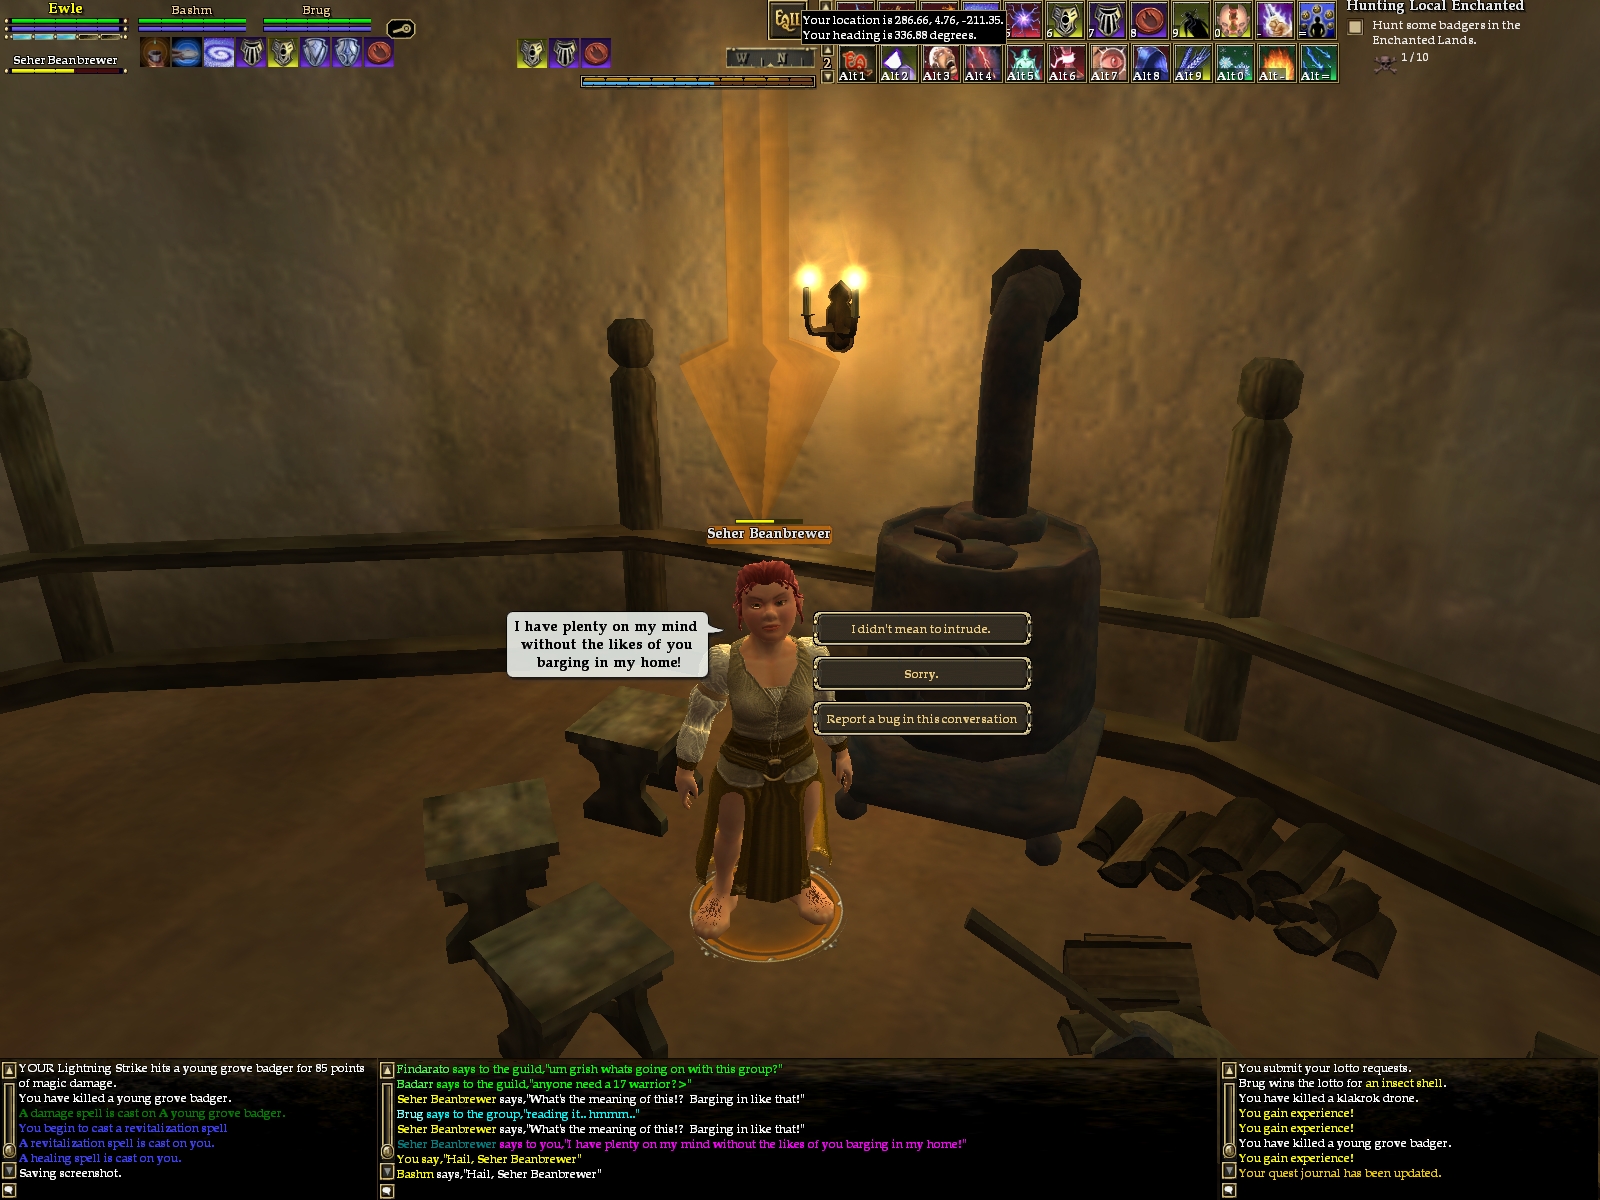 Ewle
Bashm
Brug
Seher Beanbrewer
EQII
Your location is 286.66, 4.76, -211.35.
Your heading is 336.88 degrees.
5
6
7
8
9
0
-
=
W N
2
Alt1
Alt2
Alt3
Alt4
Alt5
Alt6
Alt7
Alt8
Alt9
Alt0
Alt-
Alt=
Hunting Local Enchanted
Hunt some badgers in the
Enchanted Lands.
1 / 10
Seher Beanbrewer
I have plenty on my mind
without the likes of you
barging in my home!
I didn't mean to intrude.
Sorry.
Report a bug in this conversation
YOUR Lightning Strike hits a young grove badger for 85 points
of magic damage.
You have killed a young grove badger.
A damage spell is cast on A young grove badger.
You begin to cast a revitalization spell
A revitalization spell is cast on you.
A healing spell is cast on you.
Saving screenshot.
Findarato says to the guild,"um grish whats going on with this group?"
Badarr says to the guild,"anyone need a 17 warrior? >"
Seher Beanbrewer says,"What's the meaning of this!?  Barging in like that!"
Brug says to the group,"reading it.. hmmm.."
Seher Beanbrewer says,"What's the meaning of this!?  Barging in like that!"
Seher Beanbrewer says to you,"I have plenty on my mind without the likes of you barging in my home!"
You say,"Hail, Seher Beanbrewer"
Bashm says,"Hail, Seher Beanbrewer"
You submit your lotto requests.
Brug wins the lotto for an insect shell.
You have killed a klakrok drone.
You gain experience!
You gain experience!
You have killed a young grove badger.
You gain experience!
Your quest journal has been updated.